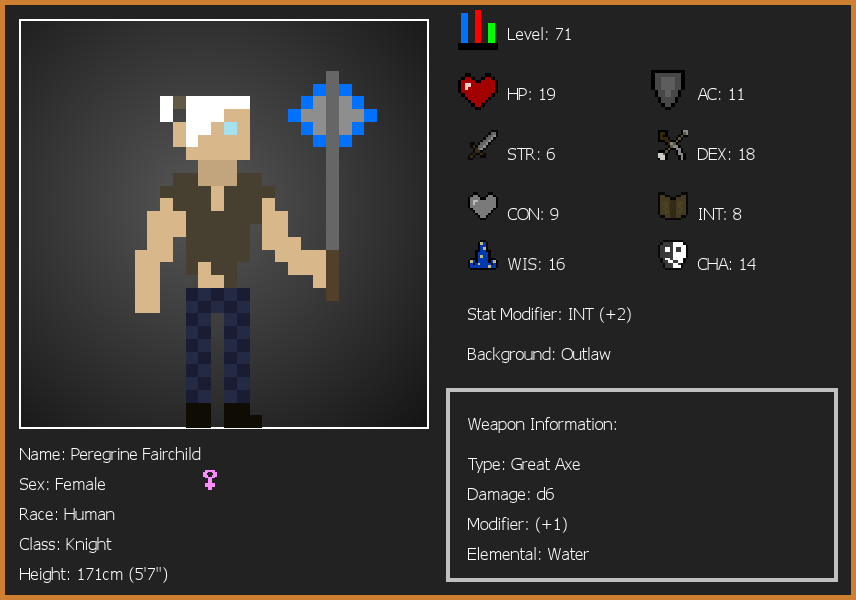 Level: 71
HP: 19
AC: 11
STR: 6
DEX: 18
CON: 9
INT: 8
WIS: 16
CHA: 14
Stat Modifier: INT (+2)
Background: Outlaw
Weapon Information:
Type: Great Axe
Damage: d6
Modifier: (+1)
Elemental: Water
Name: Peregrine Fairchild
Sex: Female
Race: Human
Class: Knight
Height: 171cm (5'7")